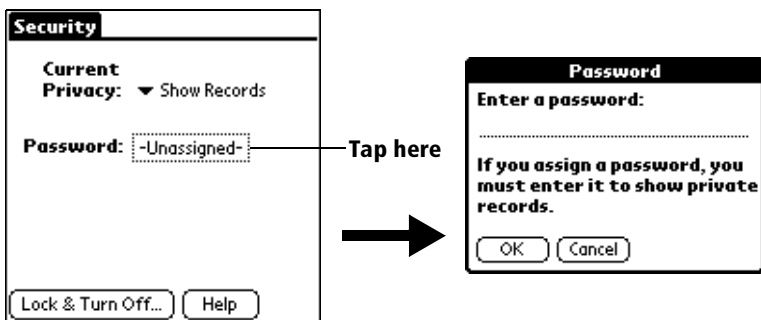 Security
Current
Privacy: Show Records
Password: -Unassigned-
Tap here
Lock & Turn Off... Help
Password
Enter a password:
If you assign a password, you
must enter it to show private
records.
OK Cancel